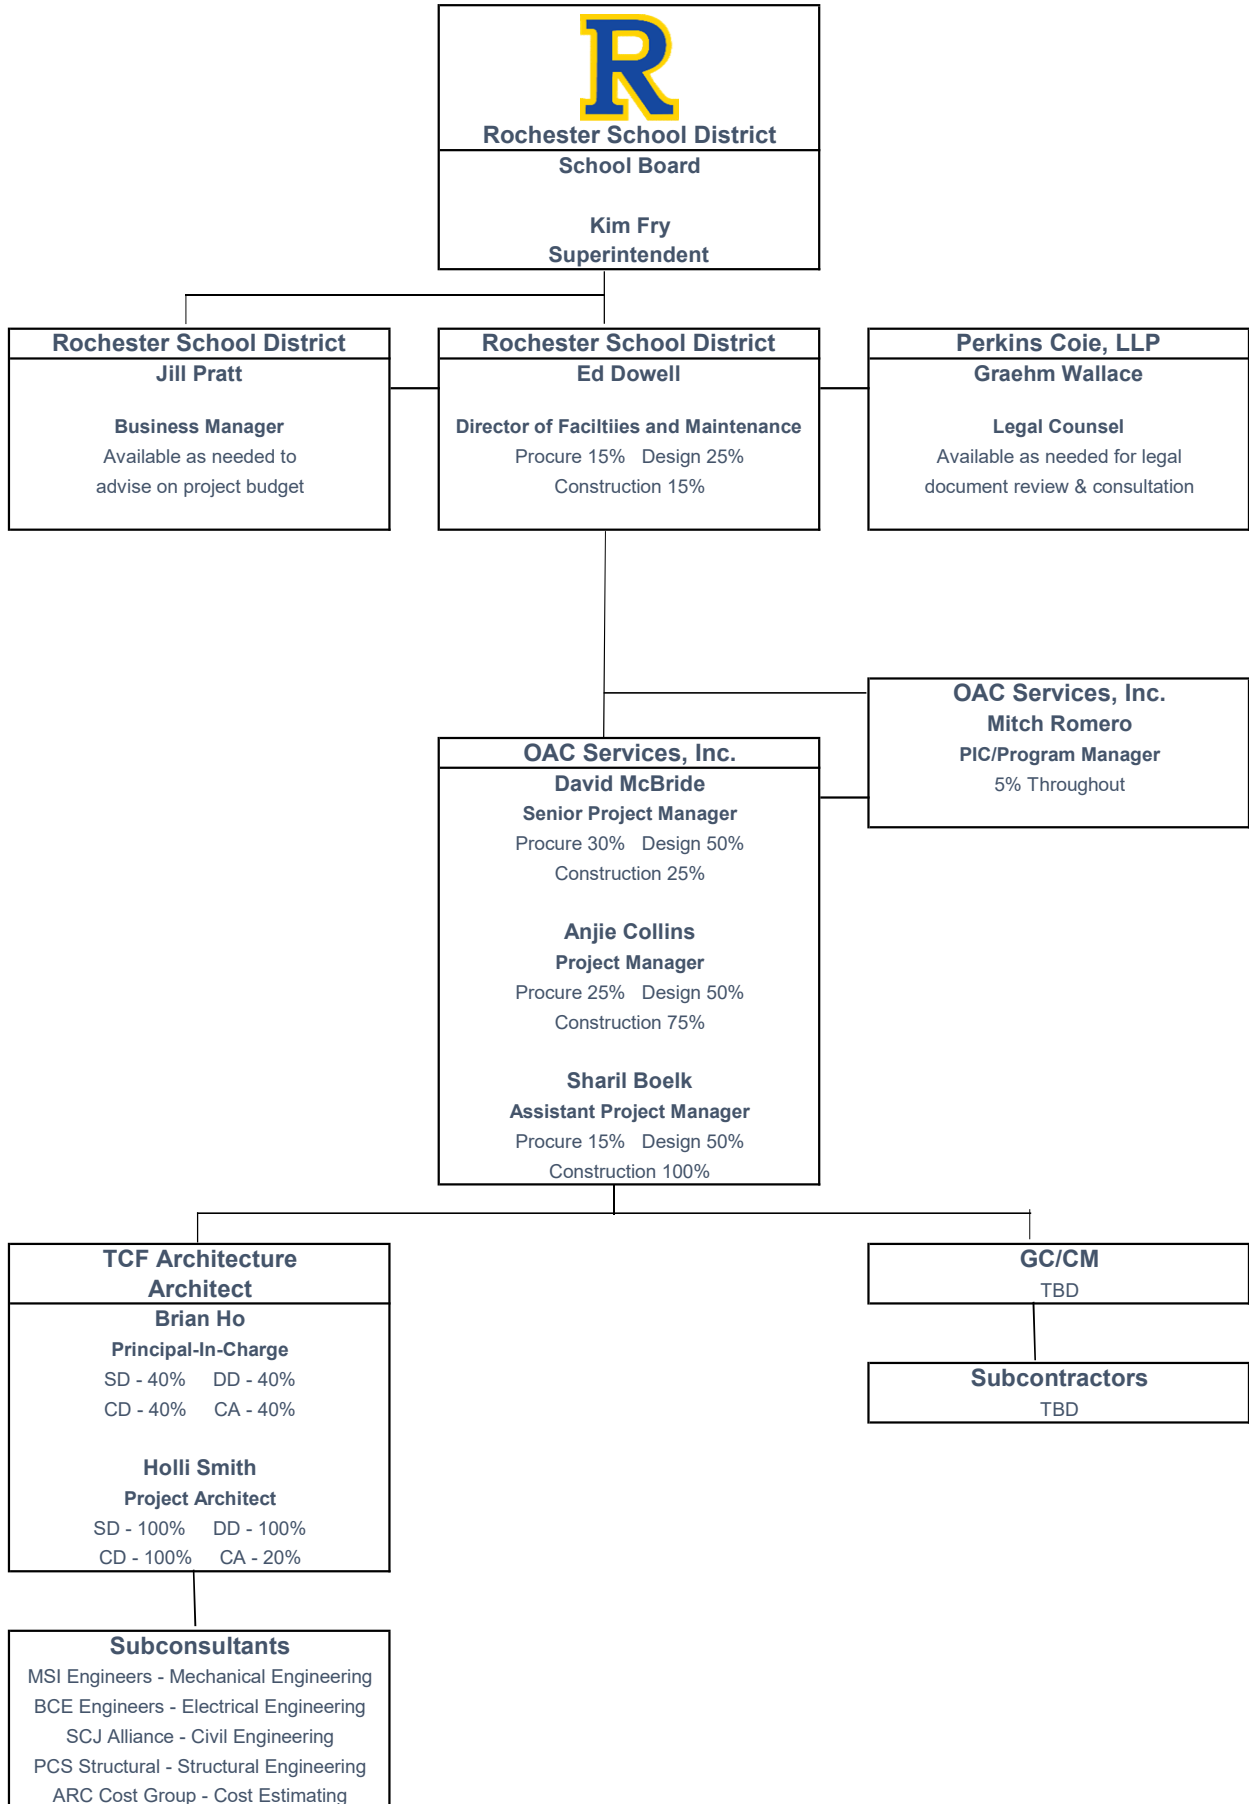 R
Rochester School District
School Board
Kim Fry
Superintendent
Rochester School District
Jill Pratt
Business Manager
Available as needed to
advise on project budget
Rochester School District
Ed Dowell
Director of Faciltiies and Maintenance
Procure 15% Design 25%
Construction 15%
Perkins Coie, LLP
Graehm Wallace
Legal Counsel
Available as needed for legal
document review & consultation
OAC Services, Inc.
Mitch Romero
PIC/Program Manager
5% Throughout
OAC Services, Inc.
David McBride
Senior Project Manager
Procure 30% Design 50%
Construction 25%
Anjie Collins
Project Manager
Procure 25% Design 50%
Construction 75%
Sharil Boelk
Assistant Project Manager
Procure 15% Design 50%
Construction 100%
TCF Architecture
Architect
Brian Ho
Principal-In-Charge
SD - 40% DD - 40%
CD - 40% CA - 40%
Holli Smith
Project Architect
SD - 100% DD - 100%
CD - 100% CA - 20%
GC/CM
TBD
Subcontractors
TBD
Subconsultants
MSI Engineers - Mechanical Engineering
BCE Engineers - Electrical Engineering
SCJ Alliance - Civil Engineering
PCS Structural - Structural Engineering
ARC Cost Group - Cost Estimating